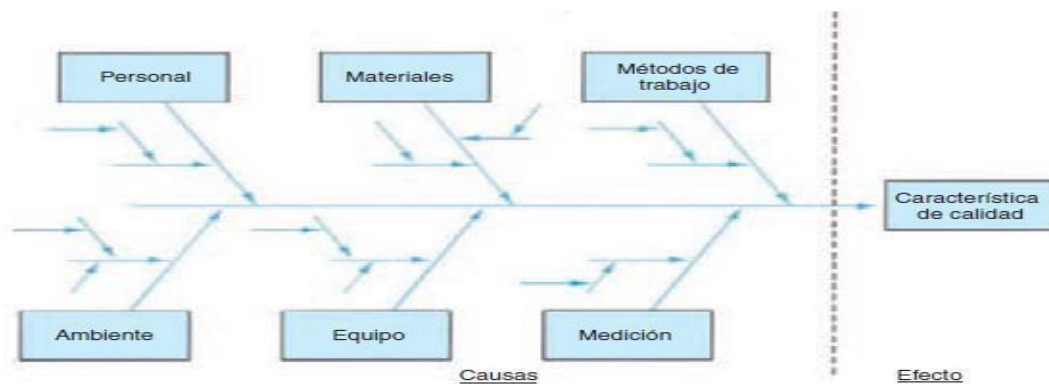 Personal
Materiales
Métodos de
trabajo
Característica
de calidad
Ambiente
Equipo
Medición
Causas
Efecto